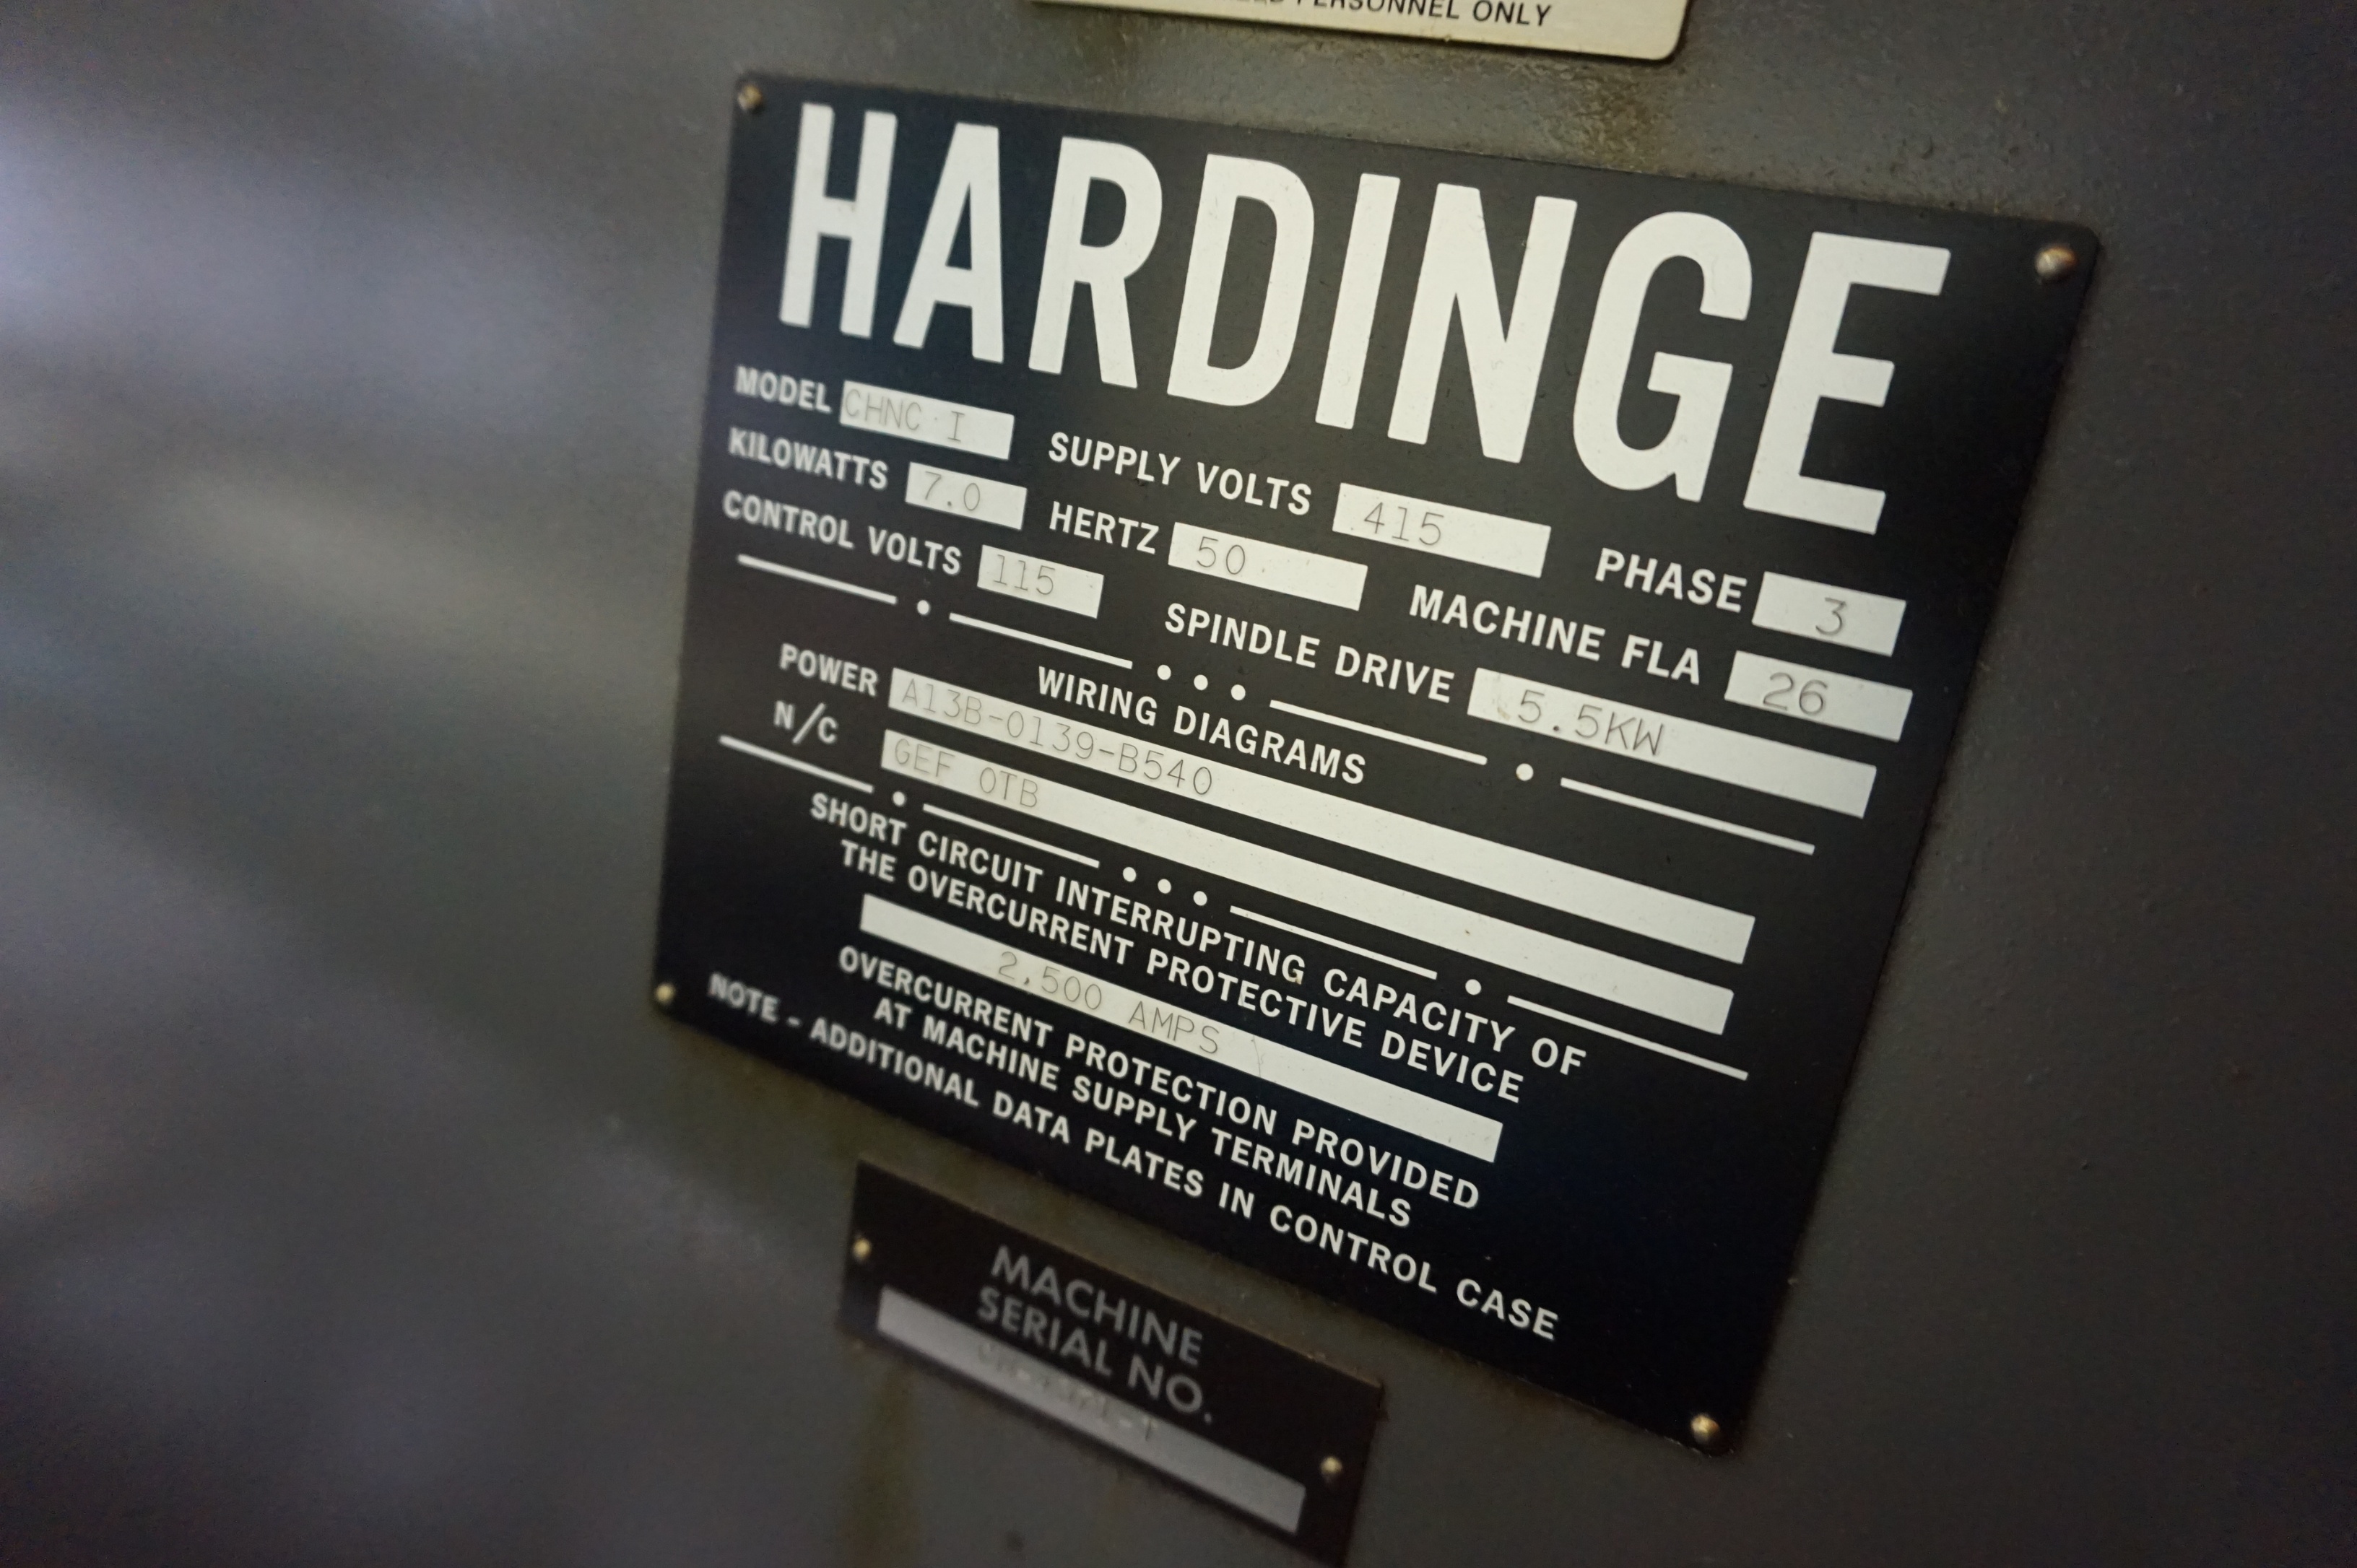 PERSONNEL ONLY
HARDINGE
MODEL CHNC I SUPPLY VOLTS 415 PHASE 3
KILOWATTS 7.0 HERTZ 50 MACHINE FLA 26
CONTROL VOLTS 115 SPINDLE DRIVE 5.5KW
WIRING DIAGRAMS
POWER A13B-0139-B540
N/C GEF OTB
SHORT CIRCUIT INTERRUPTING CAPACITY OF
THE OVERCURRENT PROTECTIVE DEVICE
2,500 AMPS
OVERCURRENT PROTECTION PROVIDED
AT MACHINE SUPPLY TERMINALS
NOTE - ADDITIONAL DATA PLATES IN CONTROL CASE
MACHINE
SERIAL NO.